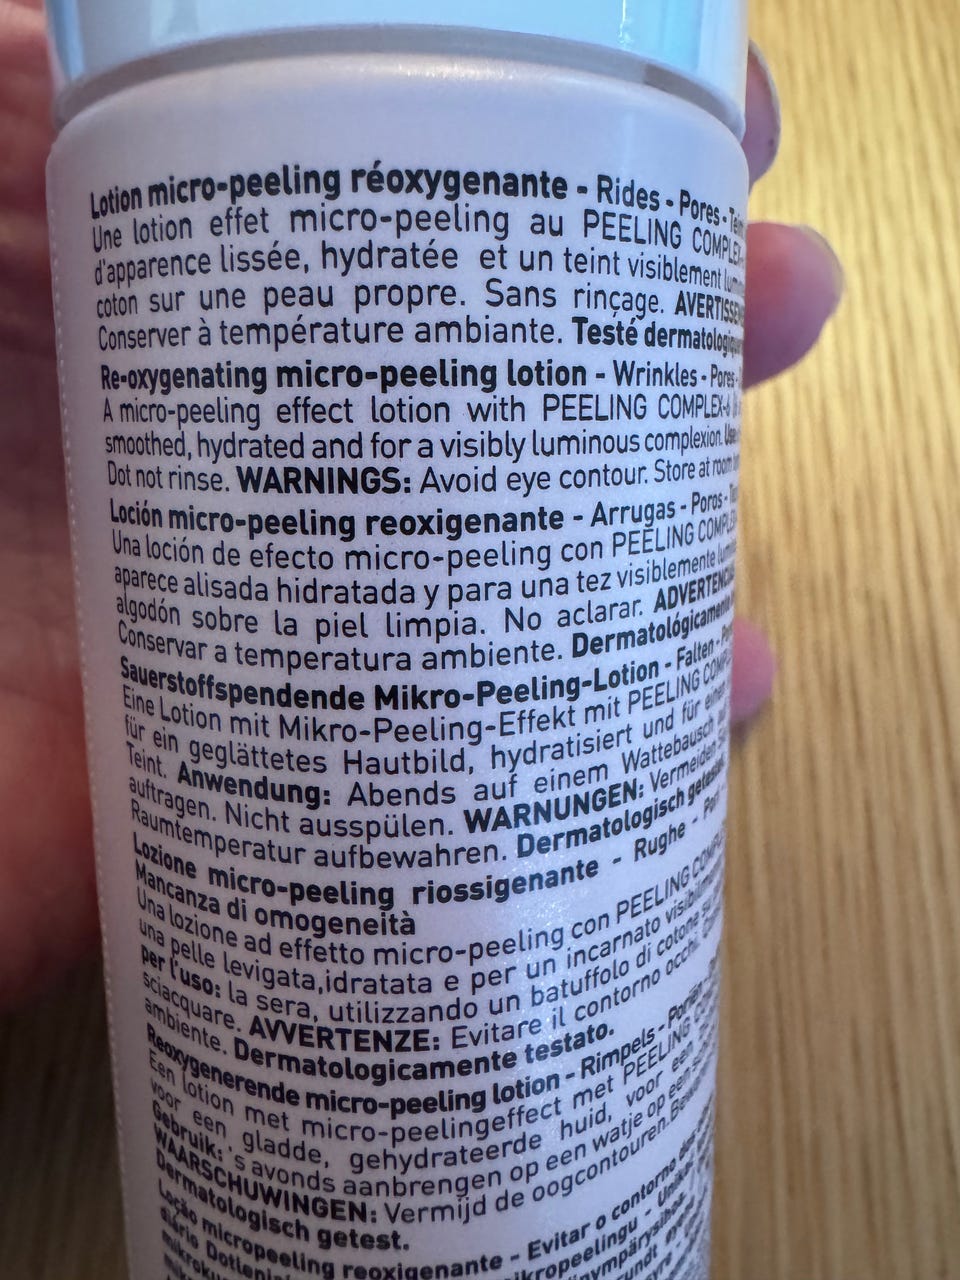 Lotion micro-peeling réoxygenante - Rides - Pores -
Une lotion effet micro-peeling au PEELING
d'apparence lissée, hydratée et un teint visiblement
coton sur une peau propre. Sans rinçage.
Conserver à température ambiante. Testé
Re-oxygenating micro-peeling lotion - Wrinkles - Pores -
A micro-peeling effect lotion with PEELING COMPLEX-6
smoothed, hydrated and for a visibly luminous complexion.
Dot not rinse. WARNINGS: Avoid eye contour. Store at room
Loción micro-peeling reoxigenante - Arrugas - Poros -
Una loción de efecto micro-peeling con PEELING
aparece alisada hidratada y para una tez visiblemente
algodón sobre la piel limpia. No aclarar.
Conservar a temperatura ambiente. Dermatológicamente
Sauerstoffspendende Mikro-Peeling-Lotion - Falten -
Eine Lotion mit Mikro-Peeling-Effekt mit PEELING
für ein geglättetes Hautbild, hydratisiert und für einen
Teint. Anwendung: Abends auf einem Wattebausch
auftragen. Nicht ausspülen. WARNUNGEN: Vermeiden
Raumtemperatur aufbewahren. Dermatologisch getestet.
Lozione micro-peeling riossigenante - Rughe -
Mancanza di omogeneità
Una lozione ad effetto micro-peeling con PEELING
una pelle levigata,idratata e per un incarnato
per l'uso: la sera, utilizzando un batuffolo di cotone
sciacquare. AVVERTENZE: Evitare il contorno occhi.
ambiente. Dermatologicamente testato.
Reoxygenerende micro-peeling lotion - Rimpels - Poriën
Een lotion met micro-peelingeffect met PEELING
voor een gladde, gehydrateerde huid, voor een
Gebruik: 's avonds aanbrengen op een watje op een
WAARSCHUWINGEN: Vermijd de oogcontouren.
Dermatologisch getest.
Loção micropeeling reoxigenante - Evitar o contorno